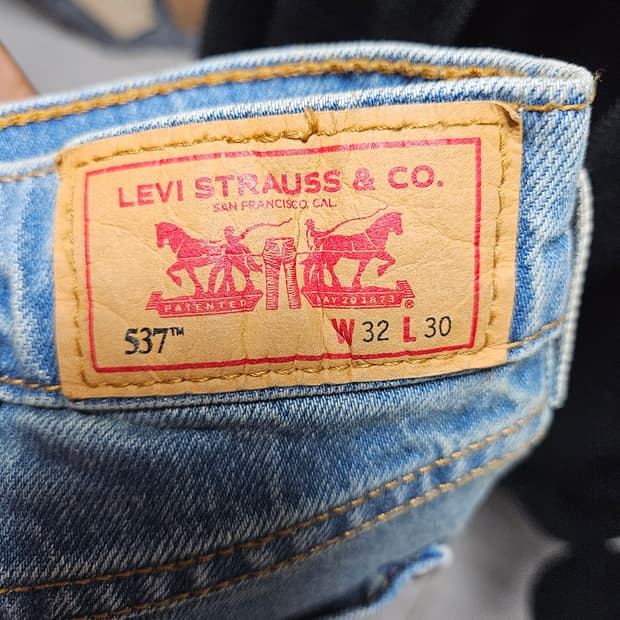 LEVI STRAUSS & CO.
SAN FRANCISCO, CAL.
PATENTED MAY 20 1873 ®
537™ W 32 L 30